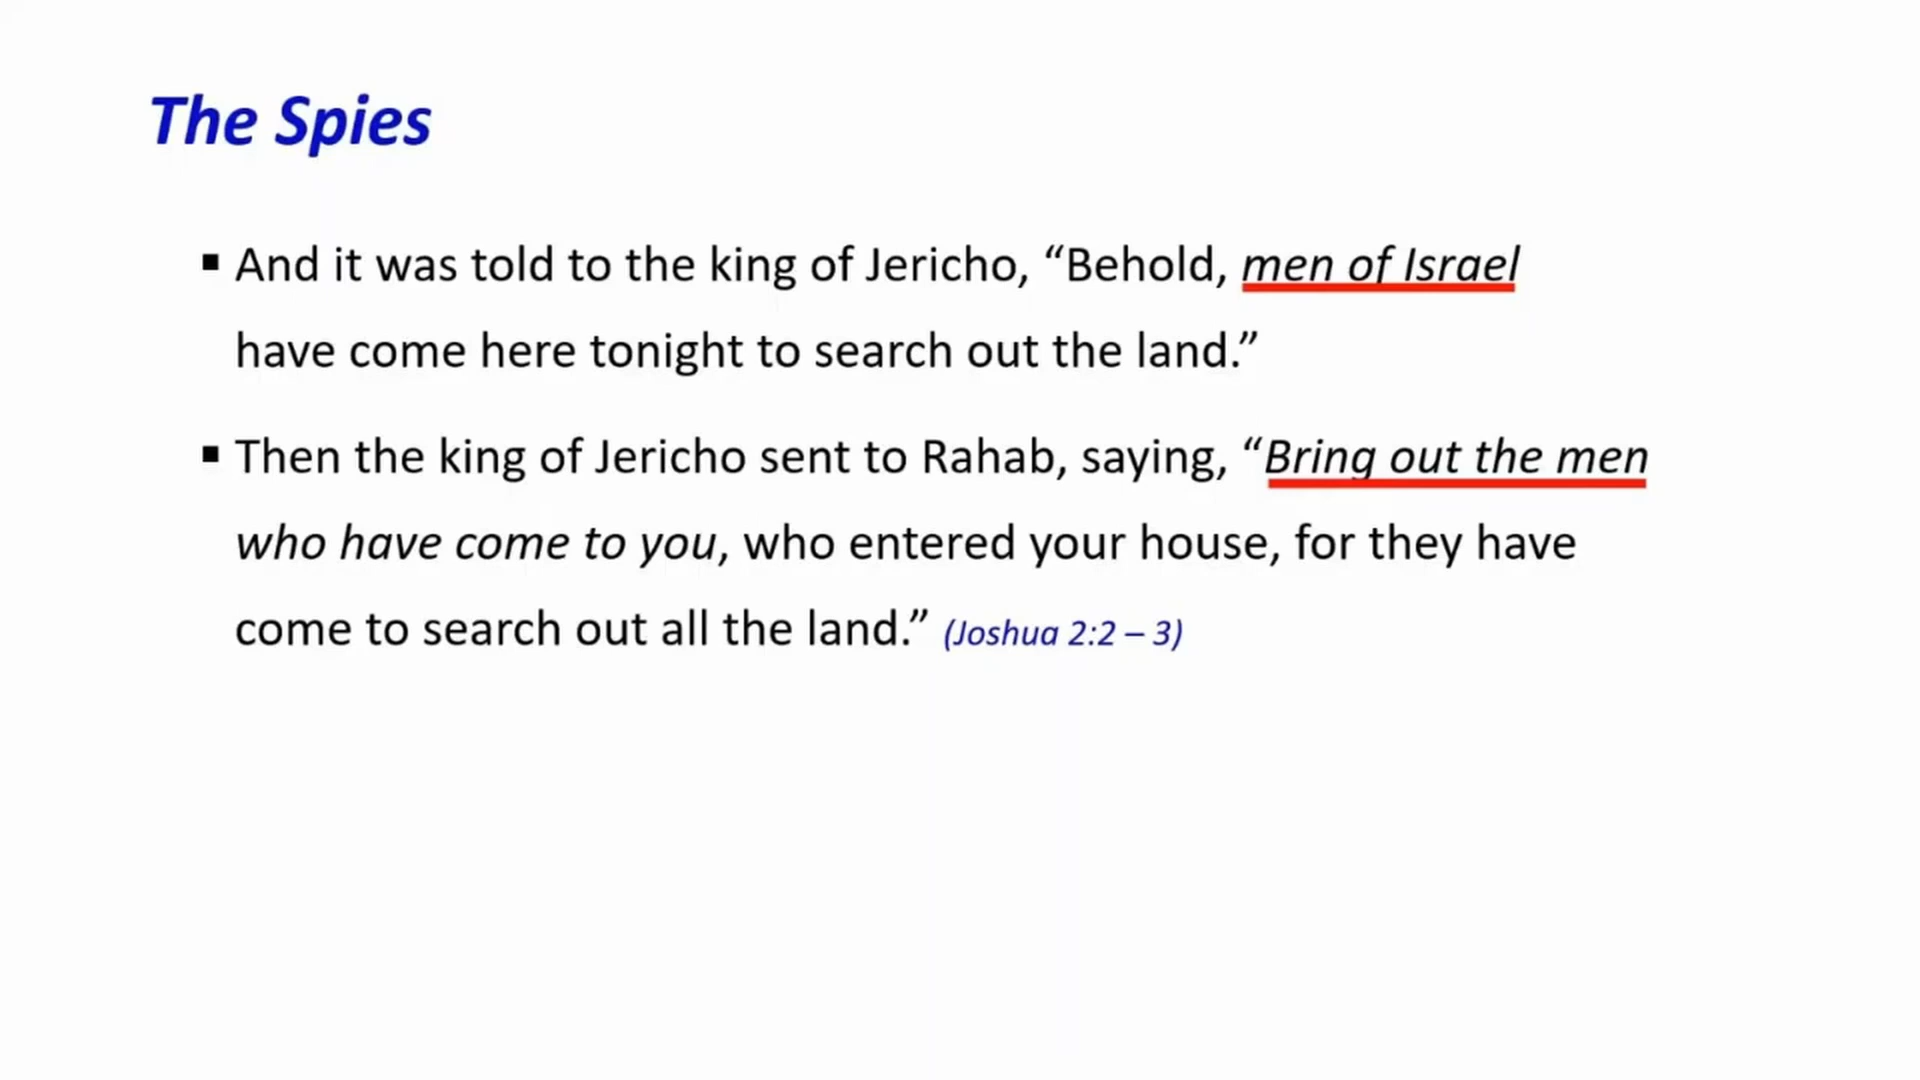 The Spies
▪ And it was told to the king of Jericho, “Behold, men of Israel
have come here tonight to search out the land.”
▪ Then the king of Jericho sent to Rahab, saying, “Bring out the men
who have come to you, who entered your house, for they have
come to search out all the land.” (Joshua 2:2 – 3)